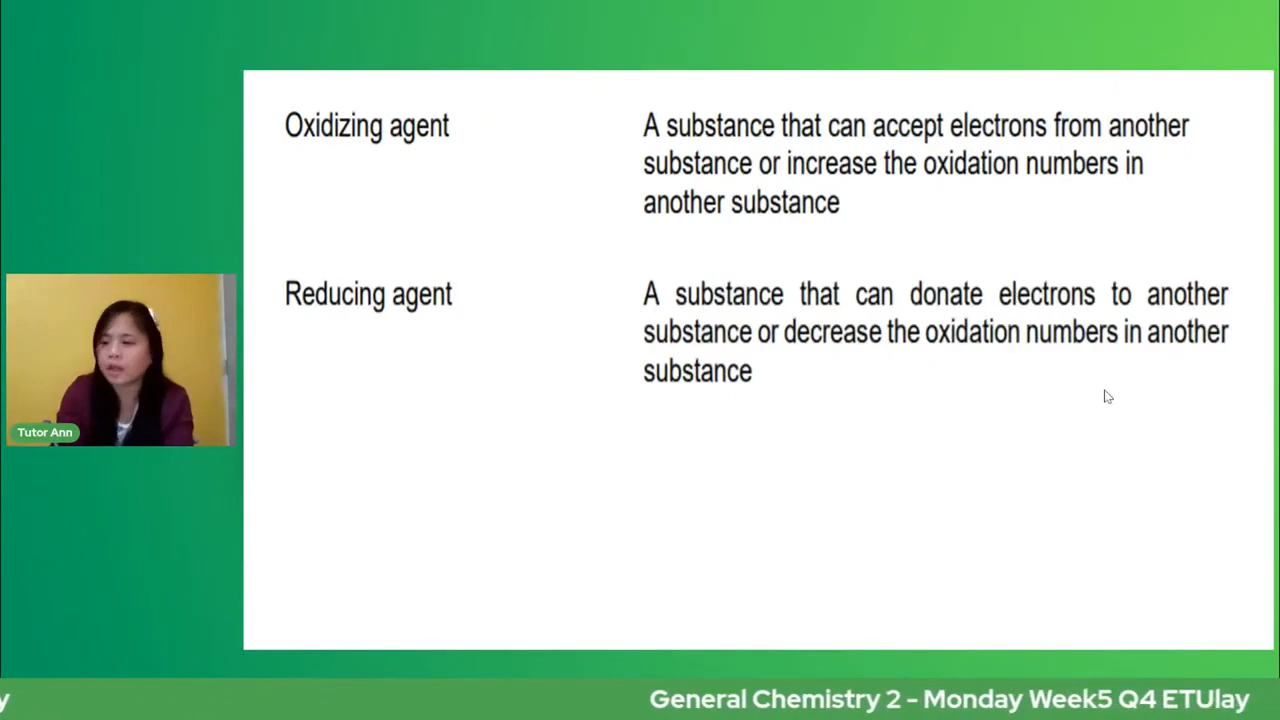 Oxidizing agent
A substance that can accept electrons from another
substance or increase the oxidation numbers in
another substance
Reducing agent
A substance that can donate electrons to another
substance or decrease the oxidation numbers in another
substance
Tutor Ann
y
General Chemistry 2 - Monday Week5 Q4 ETUlay